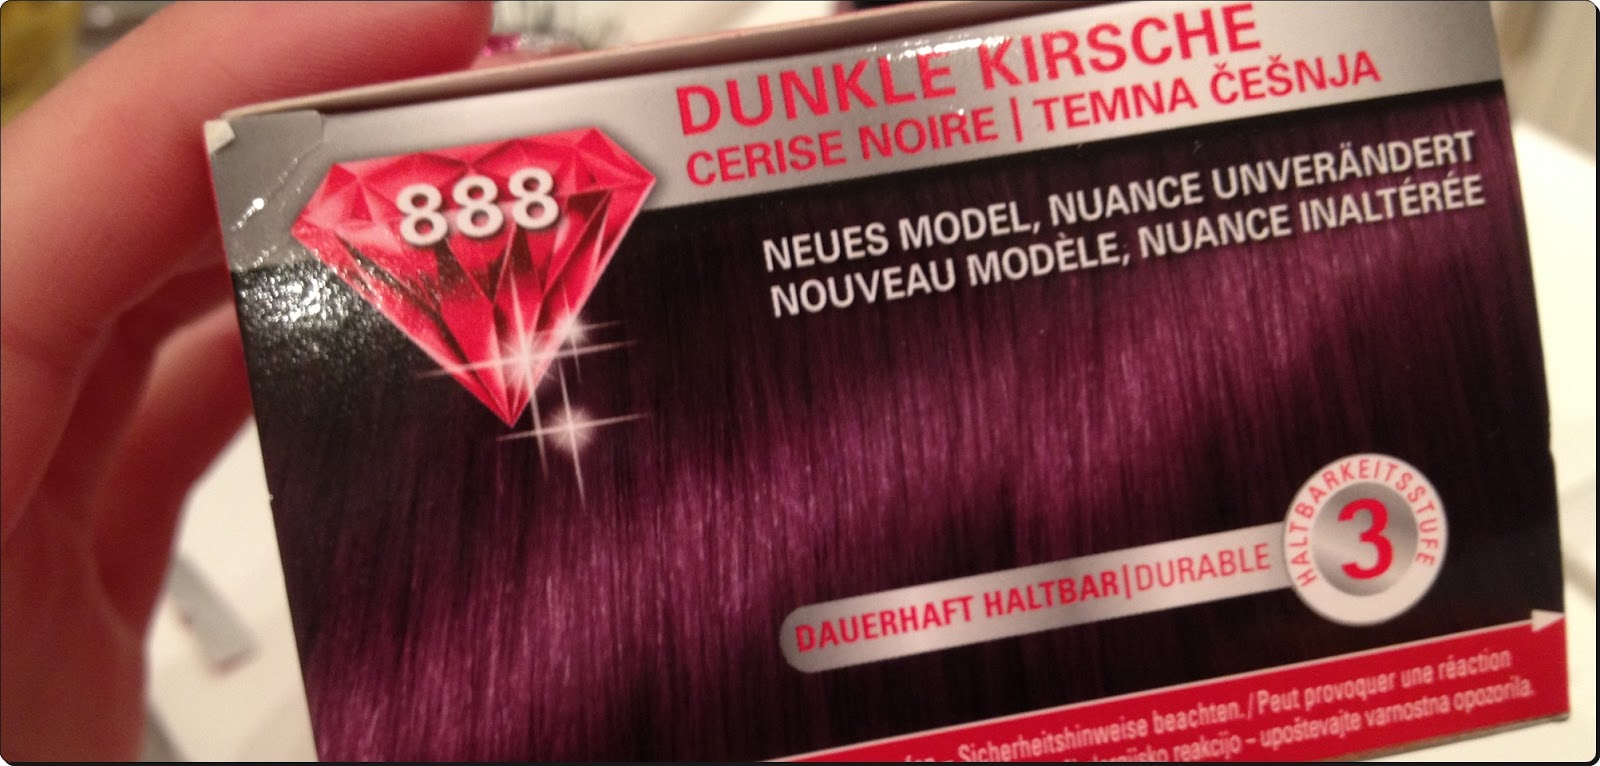 888
DUNKLE KIRSCHE
CERISE NOIRE | TEMNA ČEŠNJA
NEUES MODEL, NUANCE UNVERÄNDERT
NOUVEAU MODÈLE, NUANCE INALTÉRÉE
HALTBARKEITSSTUFE
3
DAUERHAFT HALTBAR|DURABLE
– Sicherheitshinweise beachten. / Peut provoquer une réaction
reakcijo – upoštevajte varnostna opozorila.